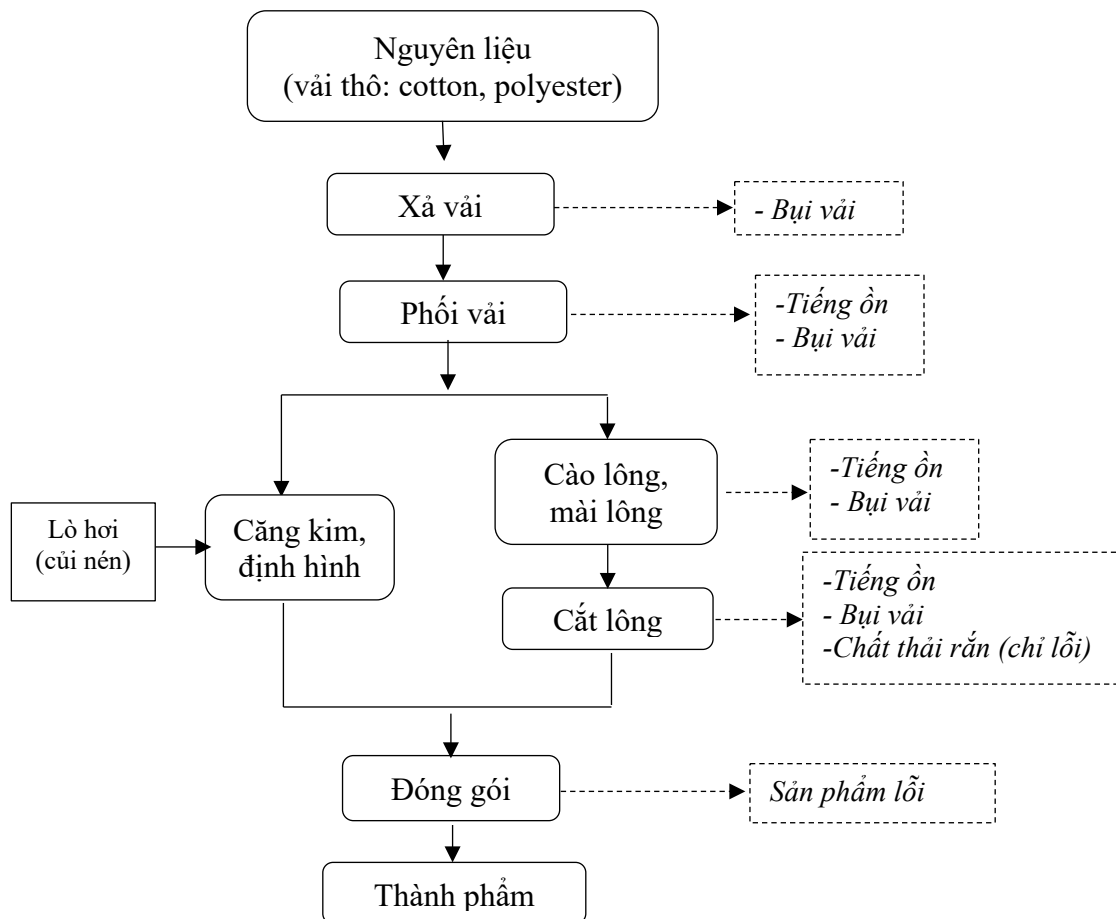 Nguyên liệu
(vải thô: cotton, polyester)
Xả vải
- Bụi vải
Phối vải
-Tiếng ồn
- Bụi vải
Cào lông,
mài lông
-Tiếng ồn
- Bụi vải
Lò hơi
(củi nén)
Căng kim,
định hình
Cắt lông
-Tiếng ồn
- Bụi vải
-Chất thải rắn (chỉ lỗi)
Đóng gói
Sản phẩm lỗi
Thành phẩm